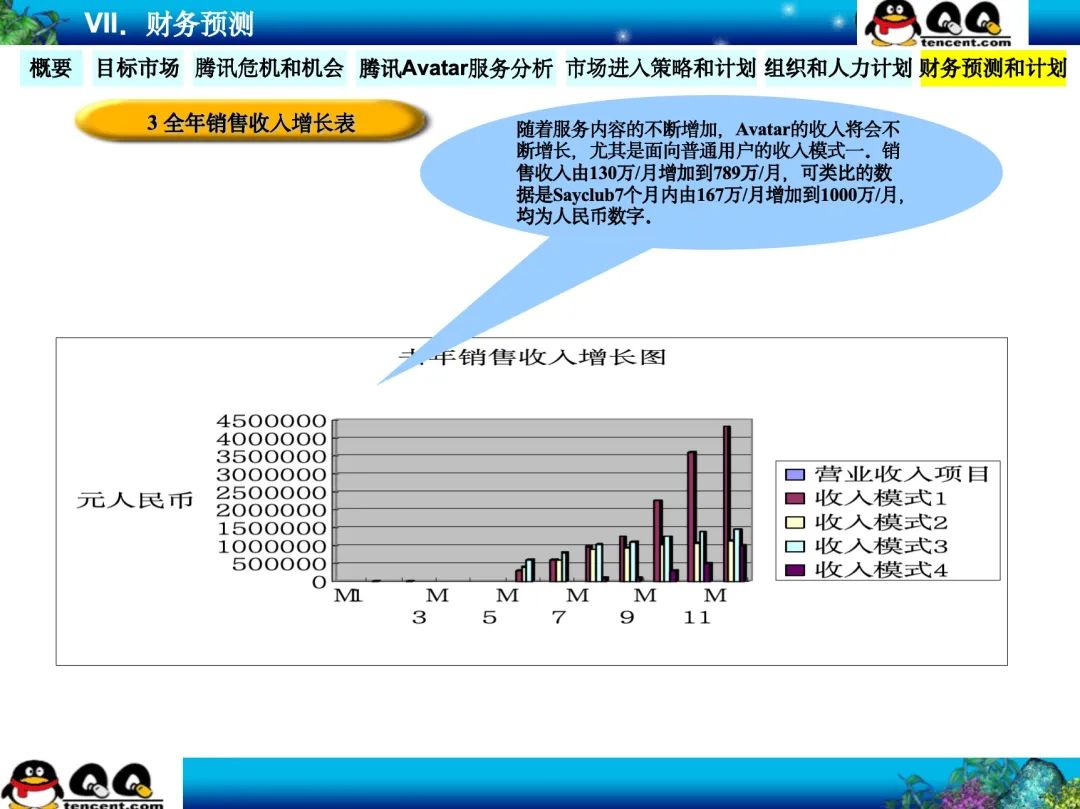 VII. 财务预测
QQ
tencent.com
概要 目标市场 腾讯危机和机会 腾讯Avatar服务分析 市场进入策略和计划 组织和人力计划 财务预测和计划
3 全年销售收入增长表
随着服务内容的不断增加，Avatar的收入将会不
断增长，尤其是面向普通用户的收入模式一．销
售收入由130万/月增加到789万/月，可类比的数
据是Sayclub7个月内由167万/月增加到1000万/月，
均为人民币数字．
年销售收入增长图
4500000
4000000
3500000
3000000
2500000
2000000
1500000
1000000
500000
0
元人民币
M1 M M M M M
3 5 7 9 11
营业收入项目
收入模式1
收入模式2
收入模式3
收入模式4
QQ
tencent.com